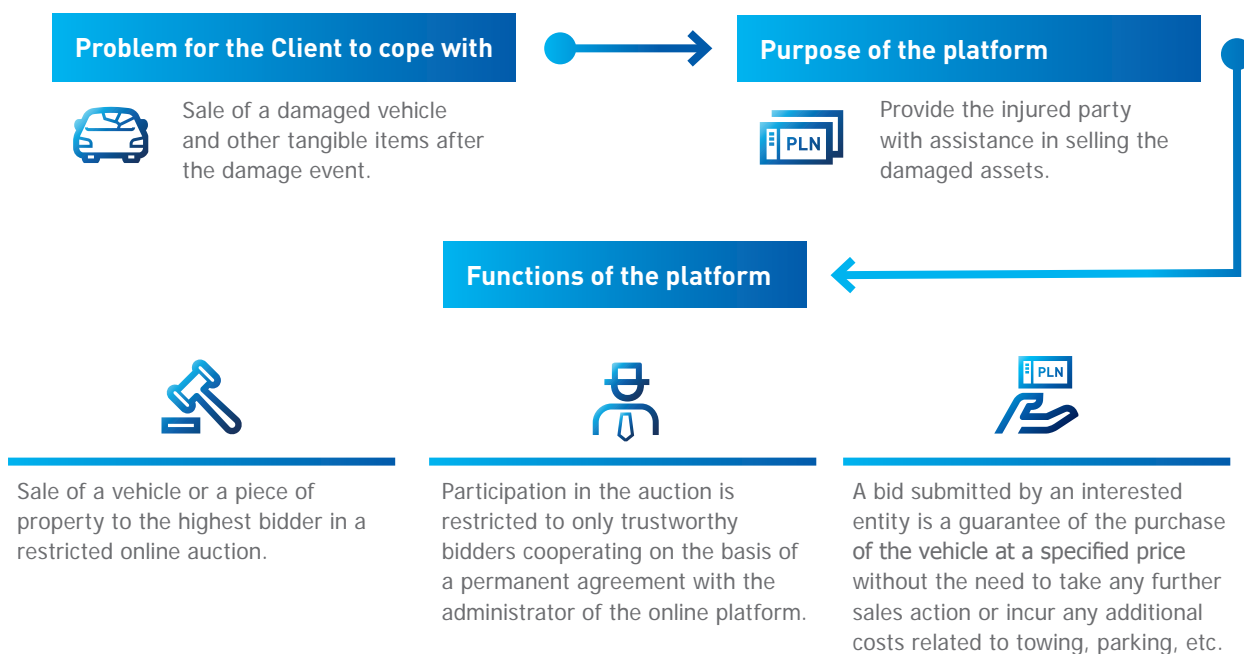 Problem for the Client to cope with
Purpose of the platform
Sale of a damaged vehicle
and other tangible items after
the damage event.
PLN
Provide the injured party
with assistance in selling the
damaged assets.
Functions of the platform
PLN
Sale of a vehicle or a piece of
property to the highest bidder in a
restricted online auction.
Participation in the auction is
restricted to only trustworthy
bidders cooperating on the basis of
a permanent agreement with the
administrator of the online platform.
A bid submitted by an interested
entity is a guarantee of the purchase
of the vehicle at a specified price
without the need to take any further
sales action or incur any additional
costs related to towing, parking, etc.